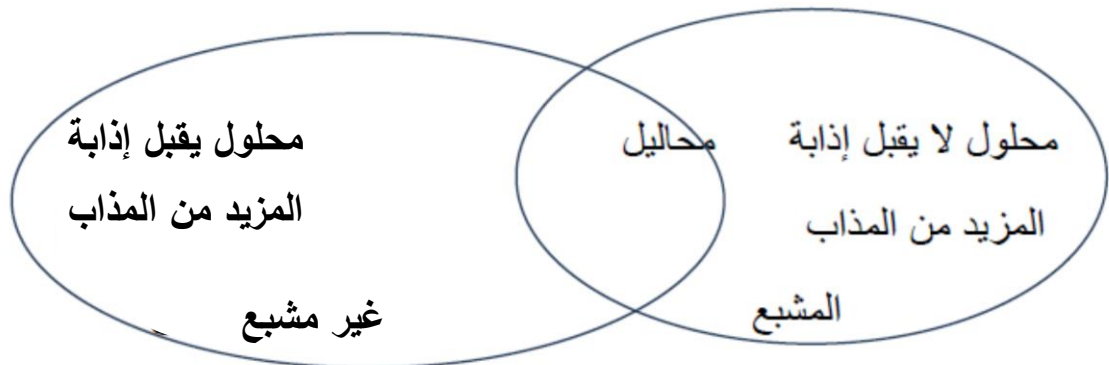 محلول لا يقبل إذابة
المزيد من المذاب
المشبع
محاليل
محلول يقبل إذابة
المزيد من المذاب
غير مشبع